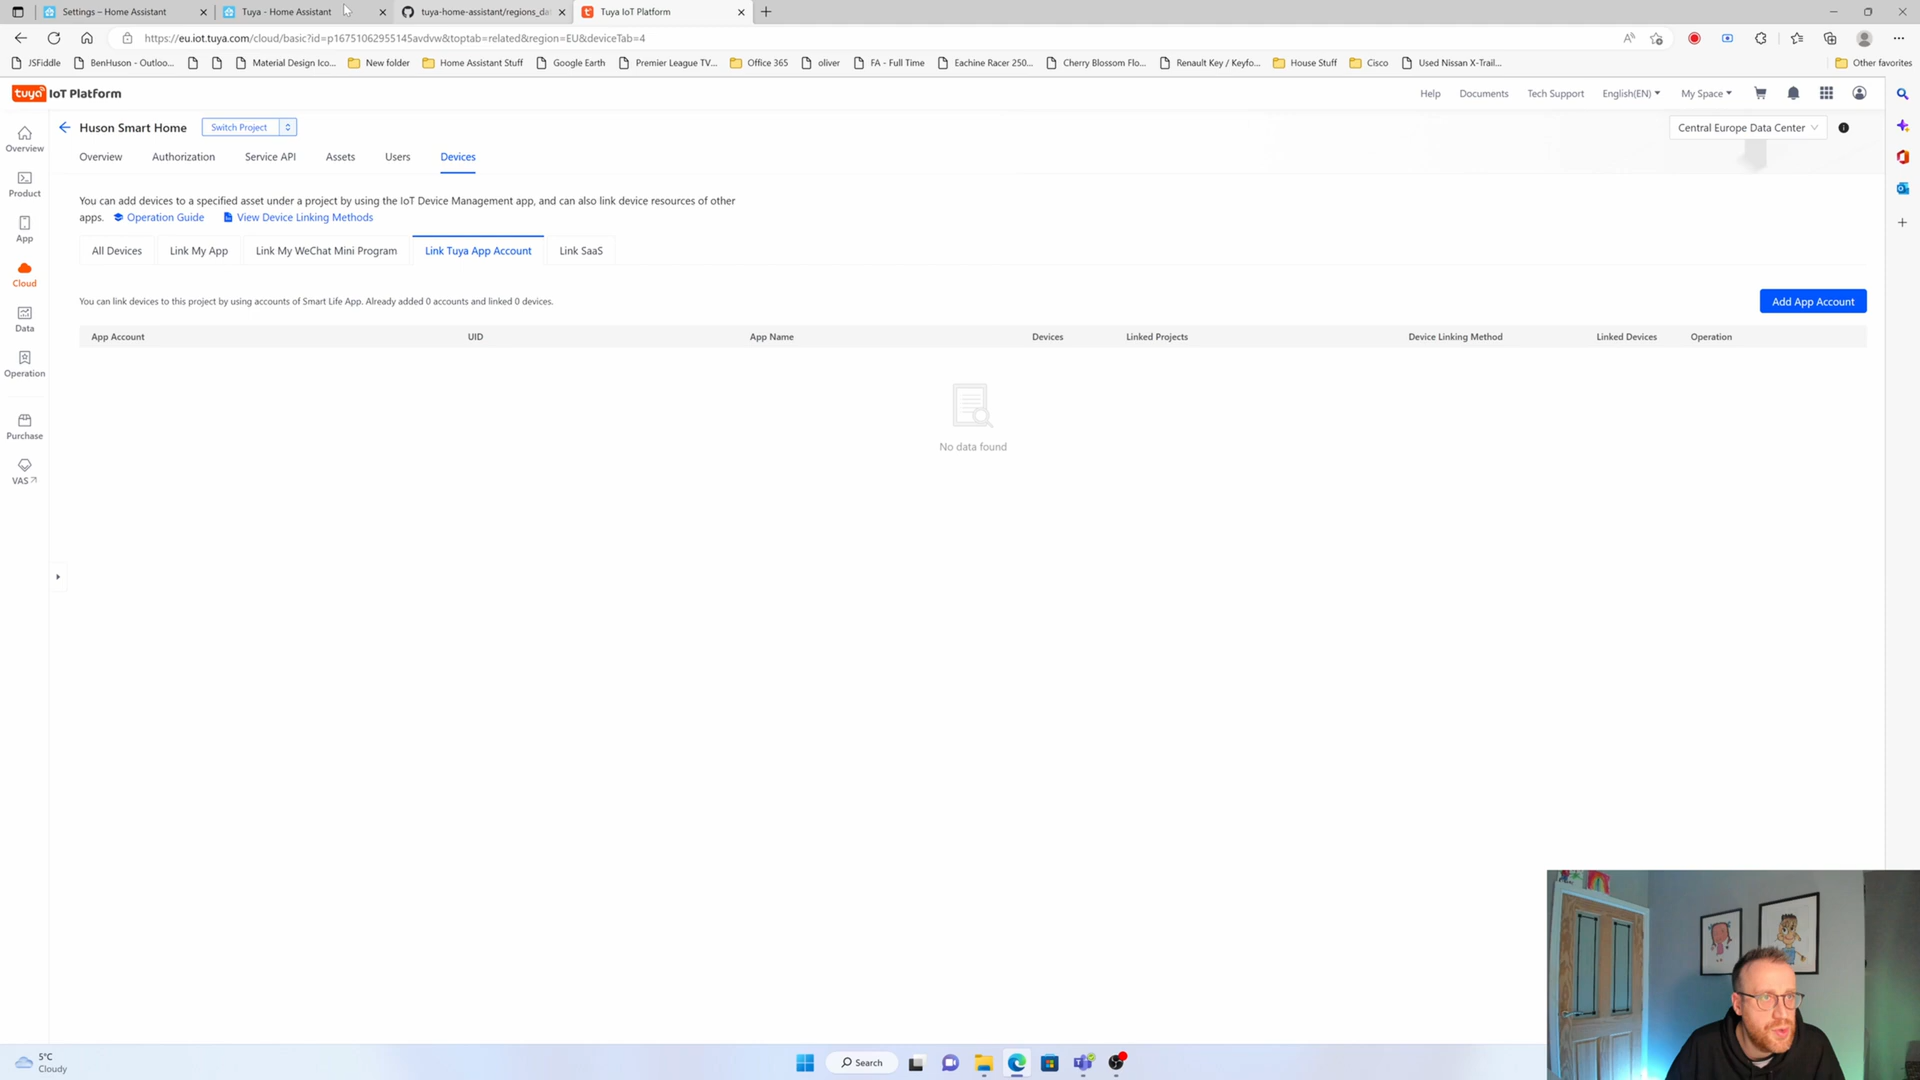 Settings – Home Assistant
Tuya - Home Assistant
tuya-home-assistant/regions_da
Tuya IoT Platform
https://eu.iot.tuya.com/cloud/basic?id=p16751062955145avdvw&toptab=related&region=EU&deviceTab=4
JSFiddle
BenHuson - Outloo...
Material Design Ico...
New folder
Home Assistant Stuff
Google Earth
Premier League TV...
Office 365
oliver
FA - Full Time
Eachine Racer 250...
Cherry Blossom Flo...
Renault Key / Keyfo...
House Stuff
Cisco
Used Nissan X-Trail...
Other favorites
tuya IoT Platform
Help
Documents
Tech Support
English(EN)
My Space
Huson Smart Home
Switch Project
Central Europe Data Center
Overview
Authorization
Service API
Assets
Users
Devices
Overview
Product
App
Cloud
Data
Operation
Purchase
VAS
You can add devices to a specified asset under a project by using the IoT Device Management app, and can also link device resources of other
apps. Operation Guide View Device Linking Methods
All Devices
Link My App
Link My WeChat Mini Program
Link Tuya App Account
Link SaaS
You can link devices to this project by using accounts of Smart Life App. Already added 0 accounts and linked 0 devices.
Add App Account
App Account
UID
App Name
Devices
Linked Projects
Device Linking Method
Linked Devices
Operation
No data found
5°C
Cloudy
Search